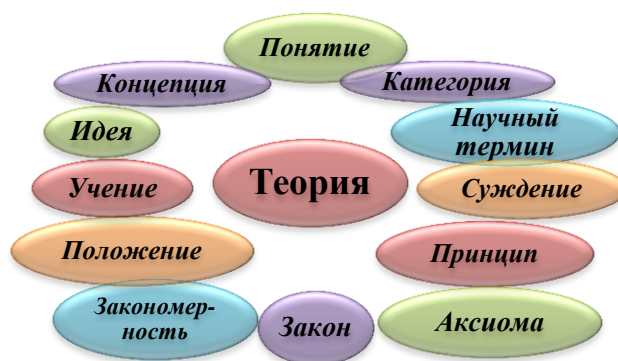 Понятие
Концепция
Категория
Идея
Научный
термин
Теория
Учение
Суждение
Положение
Принцип
Закономер-
ность
Закон
Аксиома